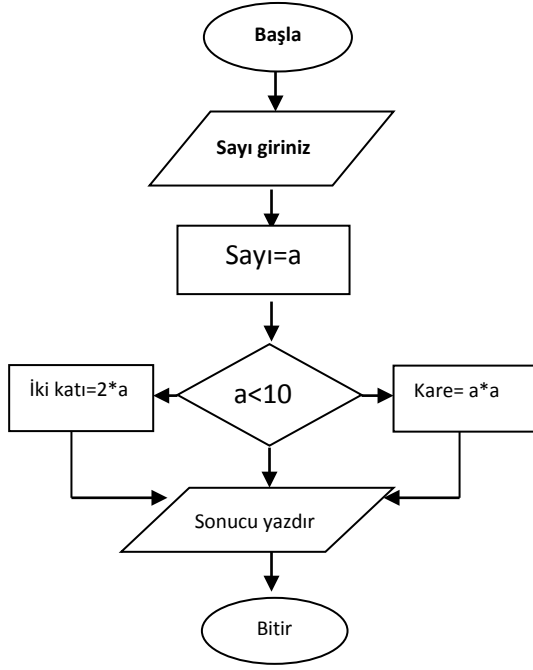 Başla
Sayı giriniz
Sayı=a
İki katı=2*a
a<10
Kare= a*a
Sonucu yazdır
Bitir